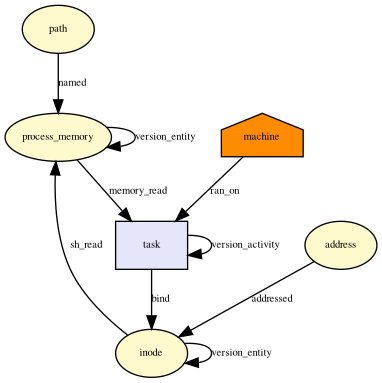 path
named
process_memory
version_entity
machine
memory_read
ran_on
sh_read
task
version_activity
address
bind
addressed
inode
version_entity